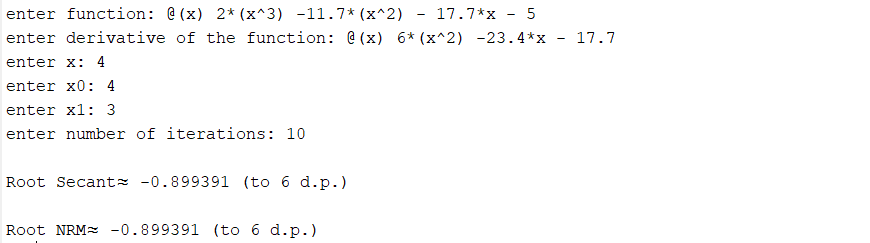 enter function: @(x) 2*(x^3) -11.7*(x^2) - 17.7*x - 5
enter derivative of the function: @(x) 6*(x^2) -23.4*x - 17.7
enter x: 4
enter x0: 4
enter x1: 3
enter number of iterations: 10
Root Secant≈ -0.899391 (to 6 d.p.)
Root NRM≈ -0.899391 (to 6 d.p.)